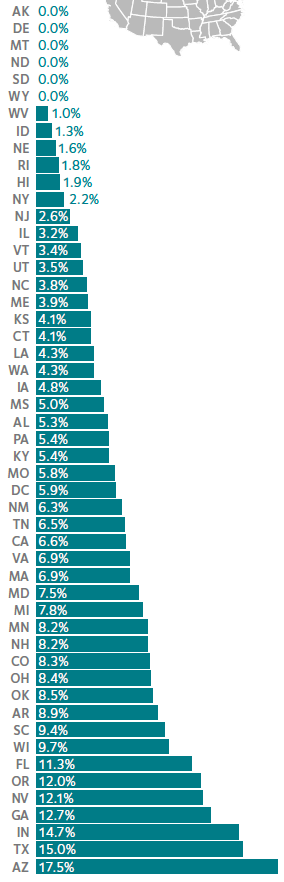 AK 0.0%
DE 0.0%
MT 0.0%
ND 0.0%
SD 0.0%
WY 0.0%
WV 1.0%
ID 1.3%
NE 1.6%
RI 1.8%
HI 1.9%
NY 2.2%
NJ 2.6%
IL 3.2%
VT 3.4%
UT 3.5%
NC 3.8%
ME 3.9%
KS 4.1%
CT 4.1%
LA 4.3%
WA 4.3%
IA 4.8%
MS 5.0%
AL 5.3%
PA 5.4%
KY 5.4%
MO 5.8%
DC 5.9%
NM 6.3%
TN 6.5%
CA 6.6%
VA 6.9%
MA 6.9%
MD 7.5%
MI 7.8%
MN 8.2%
NH 8.2%
CO 8.3%
OH 8.4%
OK 8.5%
AR 8.9%
SC 9.4%
WI 9.7%
FL 11.3%
OR 12.0%
NV 12.1%
GA 12.7%
IN 14.7%
TX 15.0%
AZ 17.5%